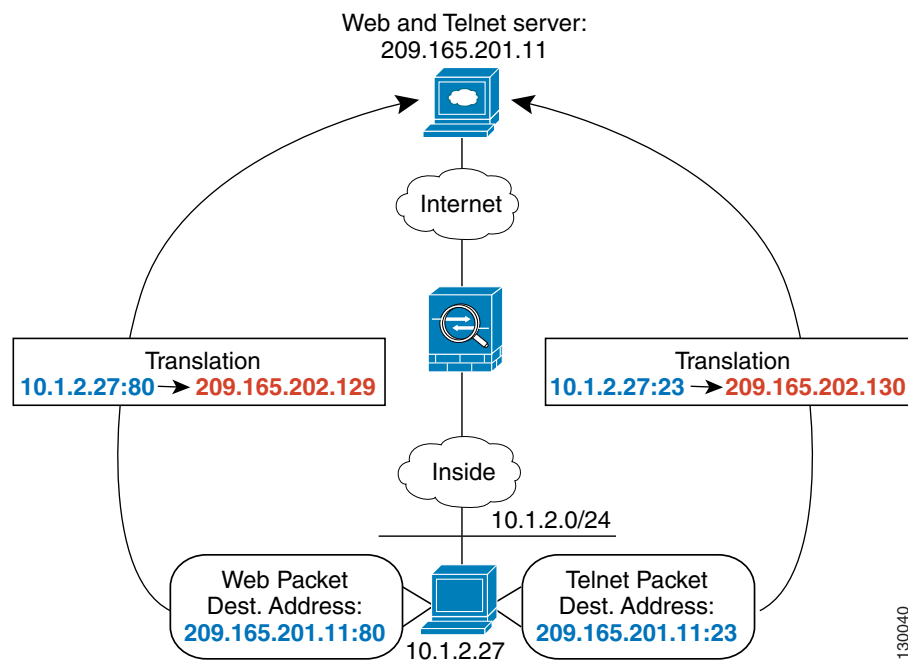 Web and Telnet server:
209.165.201.11
Internet
Translation
10.1.2.27:80 209.165.202.129
Translation
10.1.2.27:23 209.165.202.130
Inside
10.1.2.0/24
Web Packet
Dest. Address:
209.165.201.11:80
Telnet Packet
Dest. Address:
209.165.201.11:23
10.1.2.27
130040